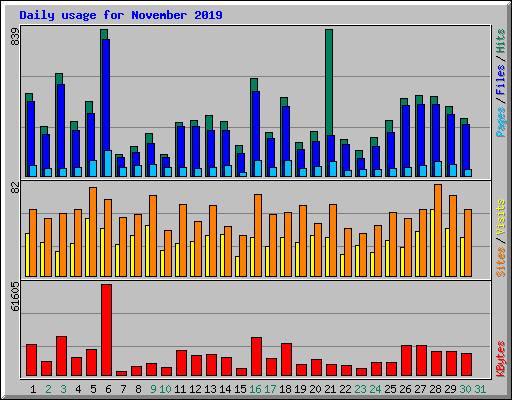 Daily usage for November 2019
839
Pages / Files / Hits
82
Sites / Visits
61605
KBytes
1 2 3 4 5 6 7 8 9 10 11 12 13 14 15 16 17 18 19 20 21 22 23 24 25 26 27 28 29 30 31